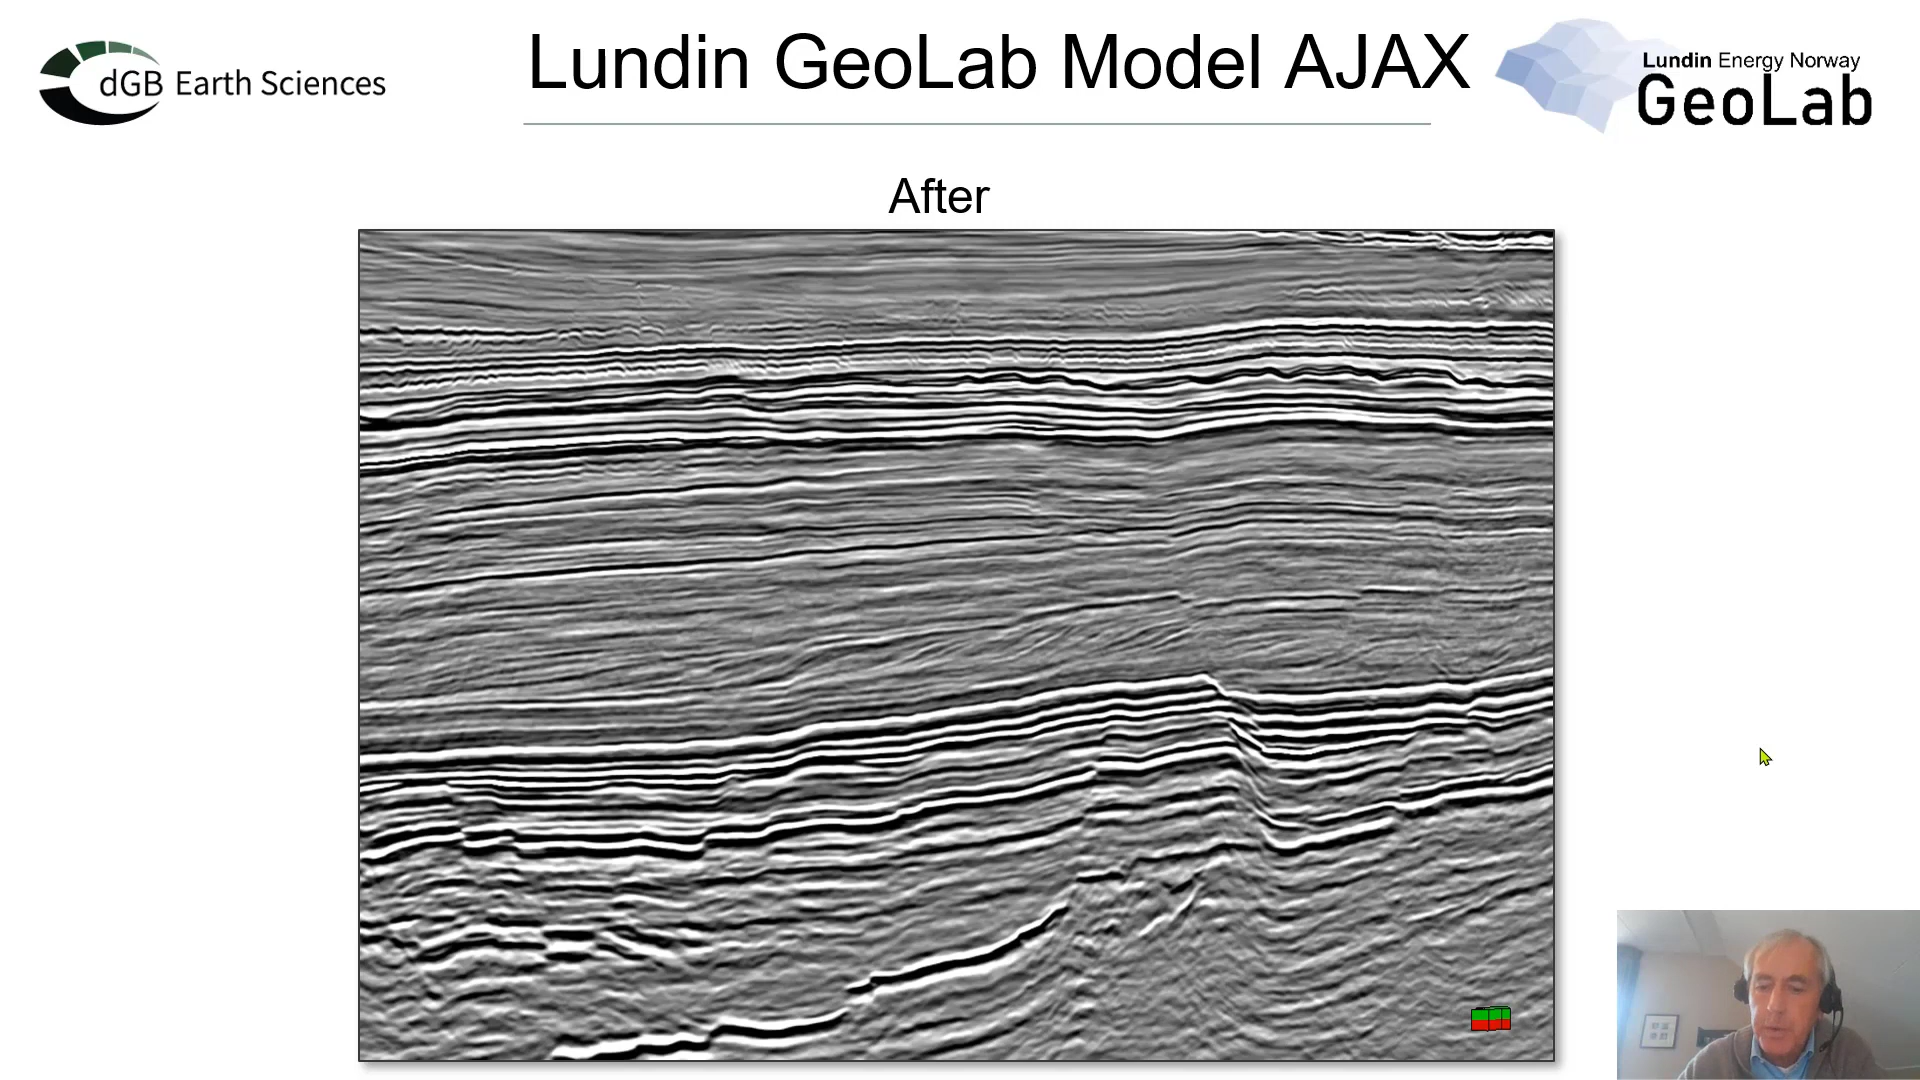 dGB Earth Sciences
Lundin GeoLab Model AJAX
Lundin Energy Norway
GeoLab
After